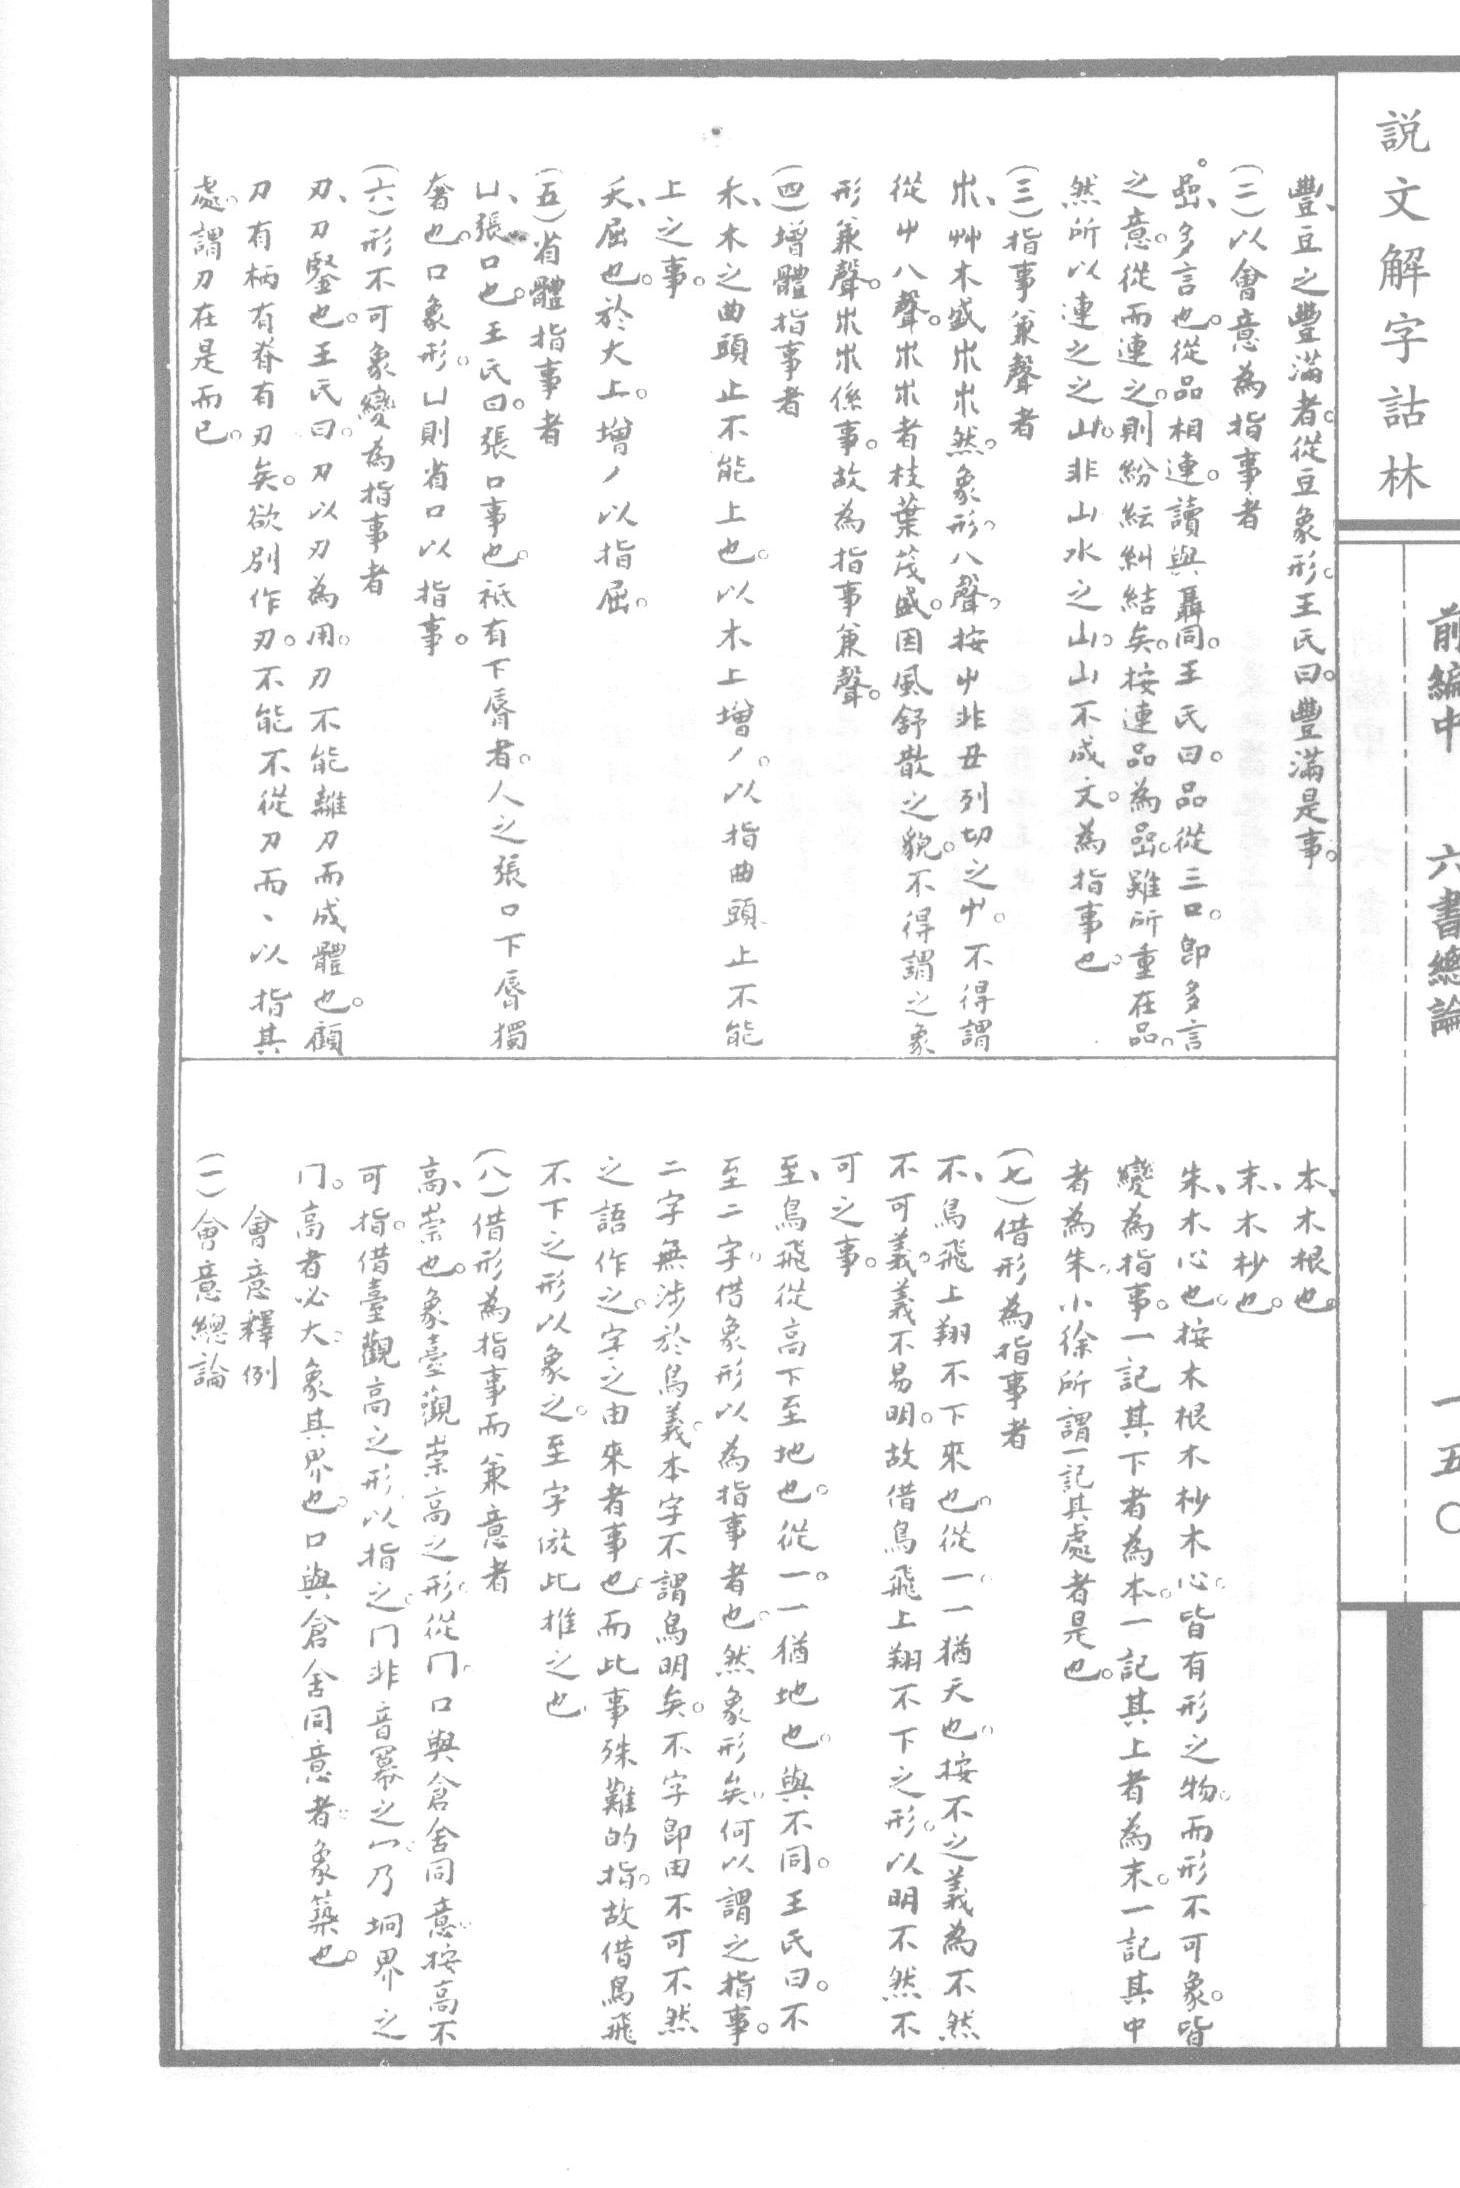 説文解字詁林
前編中 六書總論 一五〇
豐、豆之豐滿者。從豆象形。王氏曰。豐滿是事。
(二)以會意為指事者
喦、多言也。從品相連。讀與聶同。王氏曰。品從三口。卽多言
之意。從而連之。則紛紜糾結矣。按連品為喦。雖所重在品。
然所以連之之山。非山水之山。山不成文。為指事也。
(三)指事兼聲者
𣎵、艸木盛𣎵𣎵然。象形。八聲。按屮非丑列切之屮。不得謂
從屮八聲。𣎵𣎵者枝葉茂盛。因風舒散之貌。不得謂之象
形兼聲。𣎵𣎵係事。故為指事兼聲。
(四)增體指事者
禾、木之曲頭止不能上也。以木上增丿。以指曲頭止不能
上之事。
夭、屈也。於大上。增丿以指屈。
(五)省體指事者
凵、張口也。王氏曰。張口事也。祗有下脣者。人之張口下脣獨
奢也。口象形。凵則省口以指事。
(六)形不可象變為指事者
刃、刀鋻也。王氏曰。刀以刃為用。刃不能離刀而成體也。顧
刀有柄有脊有刃矣。欲別作刃。不能不從刀而丶以指其
處。謂刃在是而已。
本、木根也。
末、木杪也。
朱、木心也。按木根木杪木心。皆有形之物。而形不可象。皆
變為指事。一記其下者為本。一記其上者為末。一記其中
者為朱。小徐所謂一記其處者是也。
(七)借形為指事者
不、鳥飛上翔不下來也。從一。一猶天也。按不之義為不然
不可。義義不易明。故借鳥飛上翔不下之形。以明不然不
可之事。
至、鳥飛從高下至地也。從一。一猶地也。與不同。王氏曰。不
至二字。借象形以為指事者也。然象形矣。何以謂之指事。
二字無涉於鳥義。本字不謂鳥明矣。不字卽由不可不然
之語作之。字之由來者事也。而此事殊難的指。故借鳥飛
不下之形以象之。至字倣此推之也
(八)借形為指事而兼意者
高、崇也。象臺觀崇高之形。從冂。口與倉舍同意。按高不
可指。借臺觀高之形以指之。冂非音冪之冖。乃坰界之
冂。高者必大。象其界也。口與倉舍同意者。象築也。
會意釋例
(一)會意總論